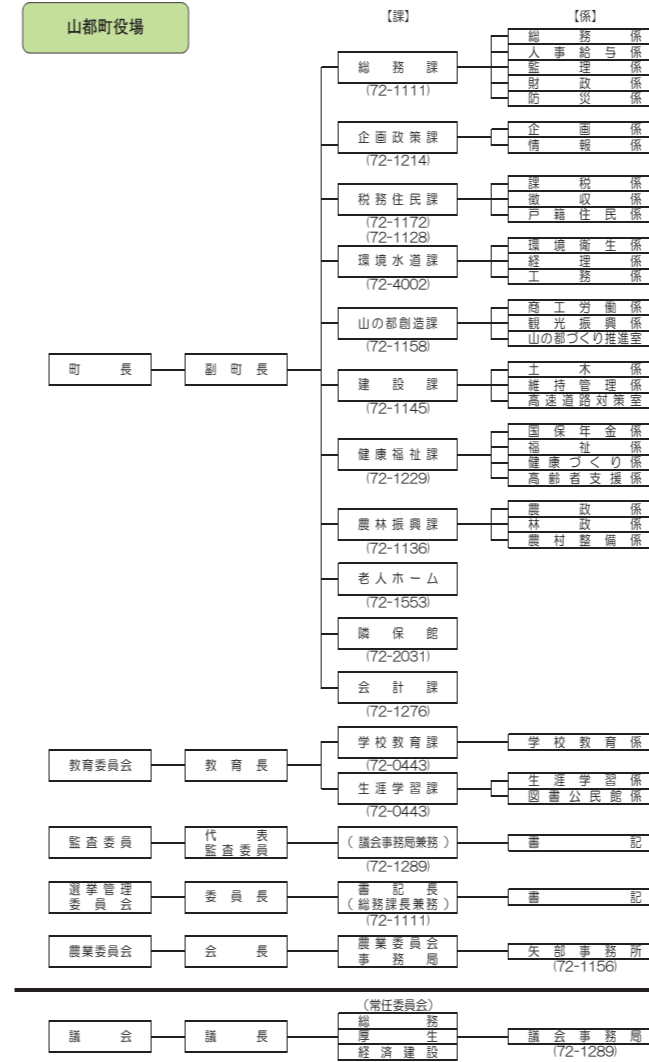 山都町役場
【課】
【係】
総務課
(72-1111)
総務係
人事給与係
監理係
財政係
防災係
企画政策課
(72-1214)
企画係
情報係
税務住民課
(72-1172)
(72-1128)
課税係
徴収係
戸籍住民係
環境水道課
(72-4002)
環境衛生係
経理係
工務係
山の都創造課
(72-1158)
商工労働係
観光振興係
山の都づくり推進室
町長
副町長
建設課
(72-1145)
土木係
維持管理係
高速道路対策室
健康福祉課
(72-1229)
国保年金係
福祉係
健康づくり係
高齢者支援係
農林振興課
(72-1136)
農政係
林政係
農村整備係
老人ホーム
(72-1553)
隣保館
(72-2031)
会計課
(72-1276)
教育委員会
教育長
学校教育課
(72-0443)
学校教育係
生涯学習課
(72-0443)
生涯学習係
図書公民館係
監査委員
代表
監査委員
(議会事務局兼務)
(72-1289)
書記
選挙管理
委員会
委員長
書記長
(総務課長兼務)
(72-1111)
書記
農業委員会
会長
農業委員会
事務局
矢部事務所
(72-1156)
議会
議長
(常任委員会)
総務
厚生
経済建設
議会事務局
(72-1289)